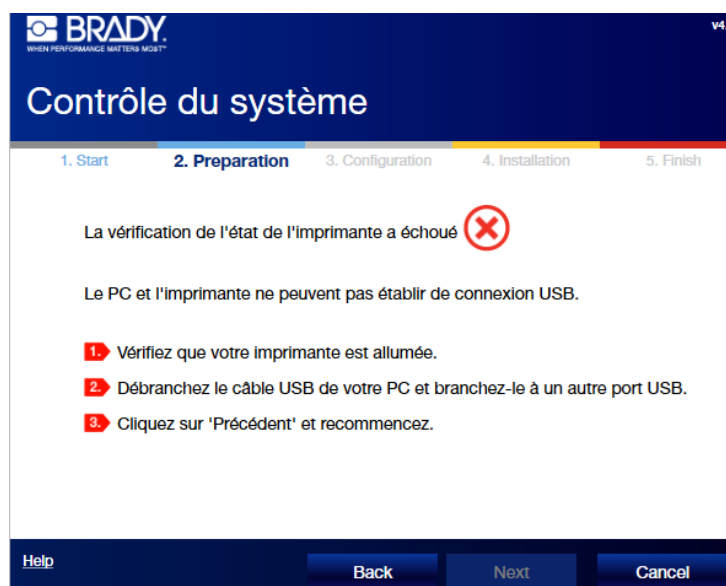 BRADY.
WHEN PERFORMANCE MATTERS MOST™
v4.
Contrôle du système
1. Start 2. Preparation 3. Configuration 4. Installation 5. Finish
La vérification de l'état de l'imprimante a échoué
Le PC et l'imprimante ne peuvent pas établir de connexion USB.
1. Vérifiez que votre imprimante est allumée.
2. Débranchez le câble USB de votre PC et branchez-le à un autre port USB.
3. Cliquez sur 'Précédent' et recommencez.
Help
Back Next Cancel